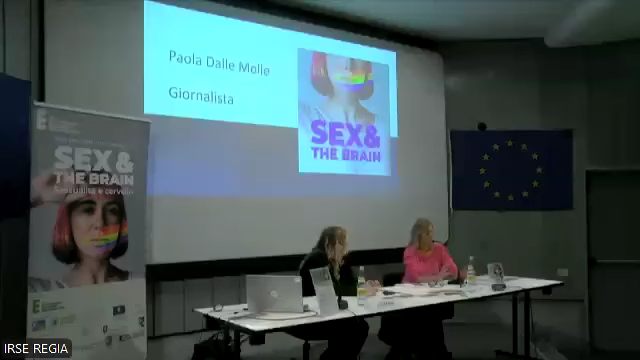 Paola Dalle Molle
Giornalista
SEX&
THE BRAIN
SEX&
THE BRAIN
Sessualità e cervello
IRSE REGIA